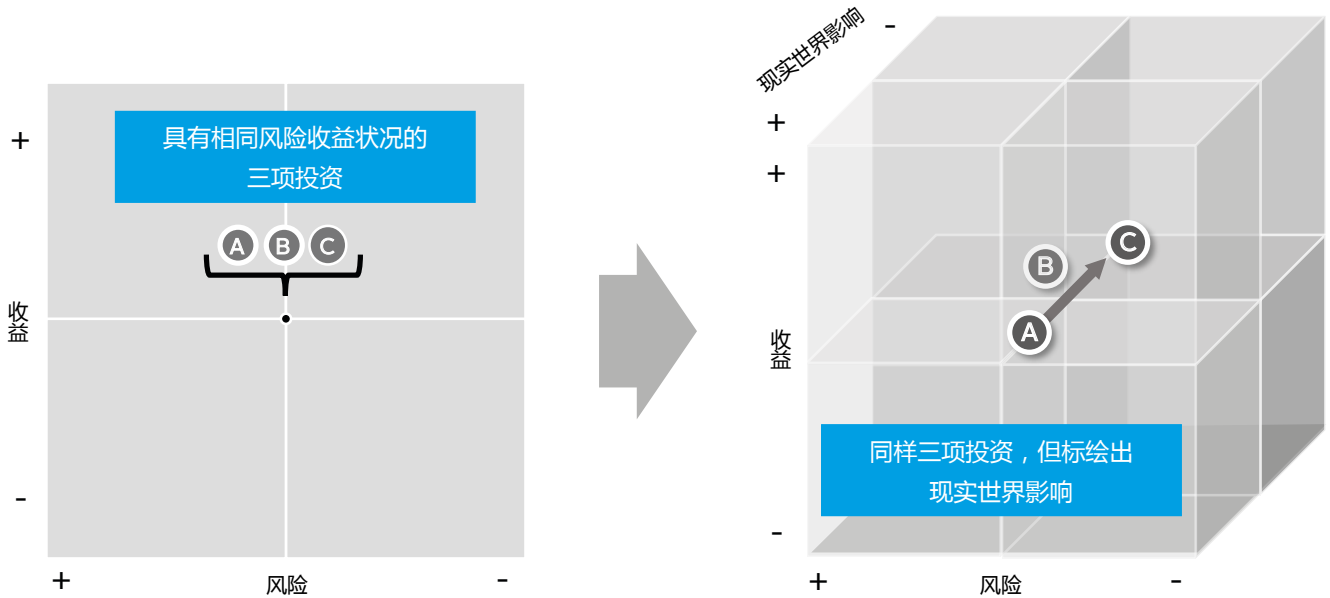 +
具有相同风险收益状况的
三项投资
A B C
收益
-
+ 风险 -
现实世界影响
-
+
+
C
B
A
收益
同样三项投资，但标绘出
现实世界影响
-
+ 风险 -